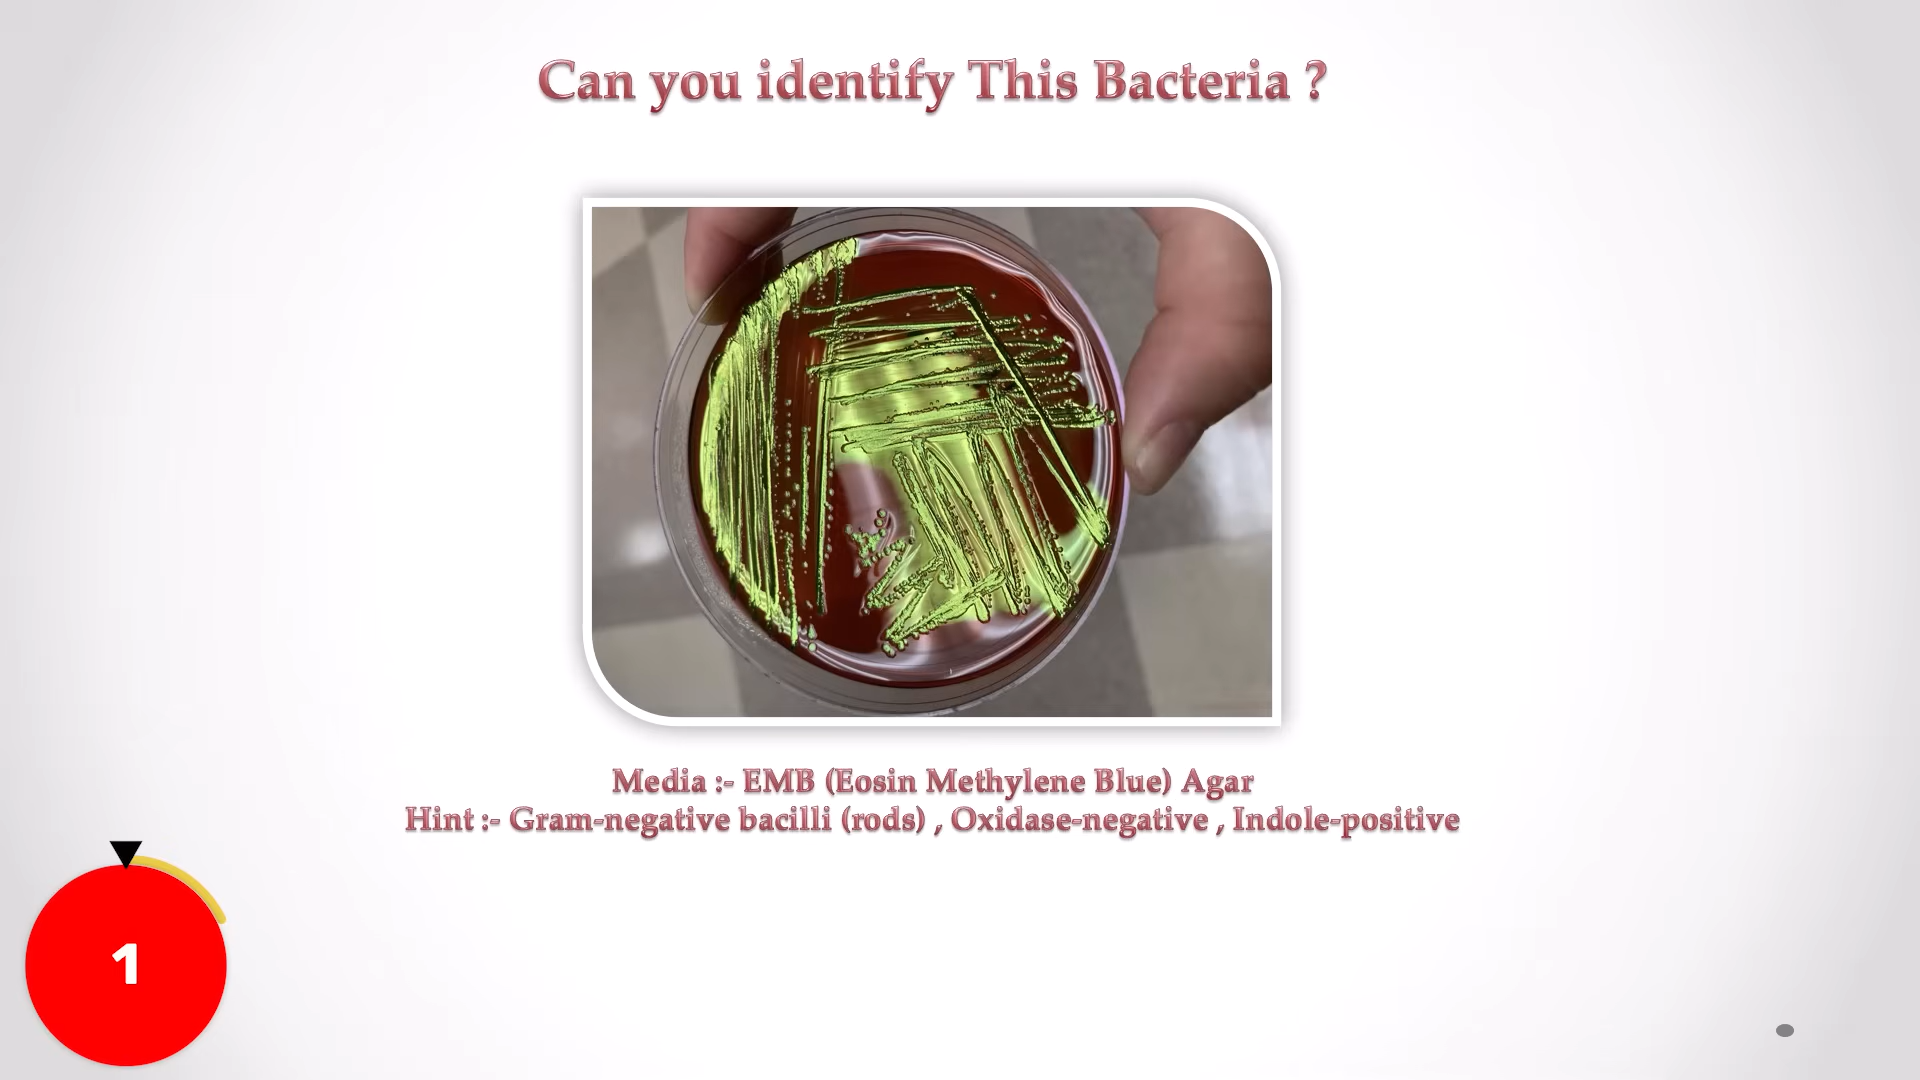 Can you identify This Bacteria ?
Media :- EMB (Eosin Methylene Blue) Agar
Hint :- Gram-negative bacilli (rods) , Oxidase-negative , Indole-positive
1